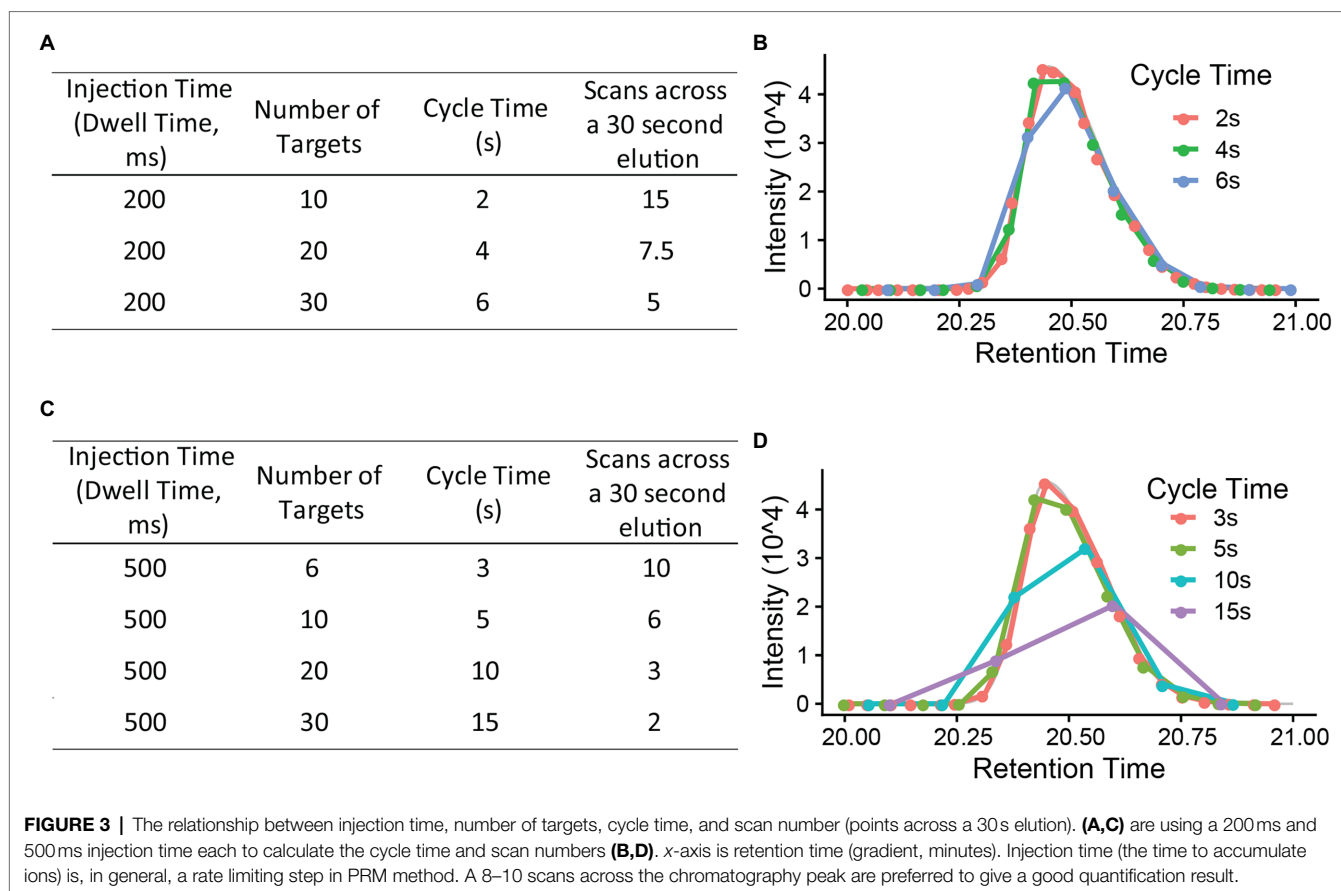 A
Injection Time
(Dwell Time,
ms)
Number of
Targets
Cycle Time
(s)
Scans across
a 30 second
elution
200 10 2 15
200 20 4 7.5
200 30 6 5
B
Intensity (10^4)
4
3
2
1
0
20.00 20.25 20.50 20.75 21.00
Retention Time
Cycle Time
2s
4s
6s
C
Injection Time
(Dwell Time,
ms)
Number of
Targets
Cycle Time
(s)
Scans across
a 30 second
elution
500 6 3 10
500 10 5 6
500 20 10 3
500 30 15 2
D
Intensity (10^4)
4
3
2
1
0
20.00 20.25 20.50 20.75 21.00
Retention Time
Cycle Time
3s
5s
10s
15s
FIGURE 3 | The relationship between injection time, number of targets, cycle time, and scan number (points across a 30 s elution). (A,C) are using a 200 ms and
500 ms injection time each to calculate the cycle time and scan numbers (B,D). x-axis is retention time (gradient, minutes). Injection time (the time to accumulate
ions) is, in general, a rate limiting step in PRM method. A 8–10 scans across the chromatography peak are preferred to give a good quantification result.